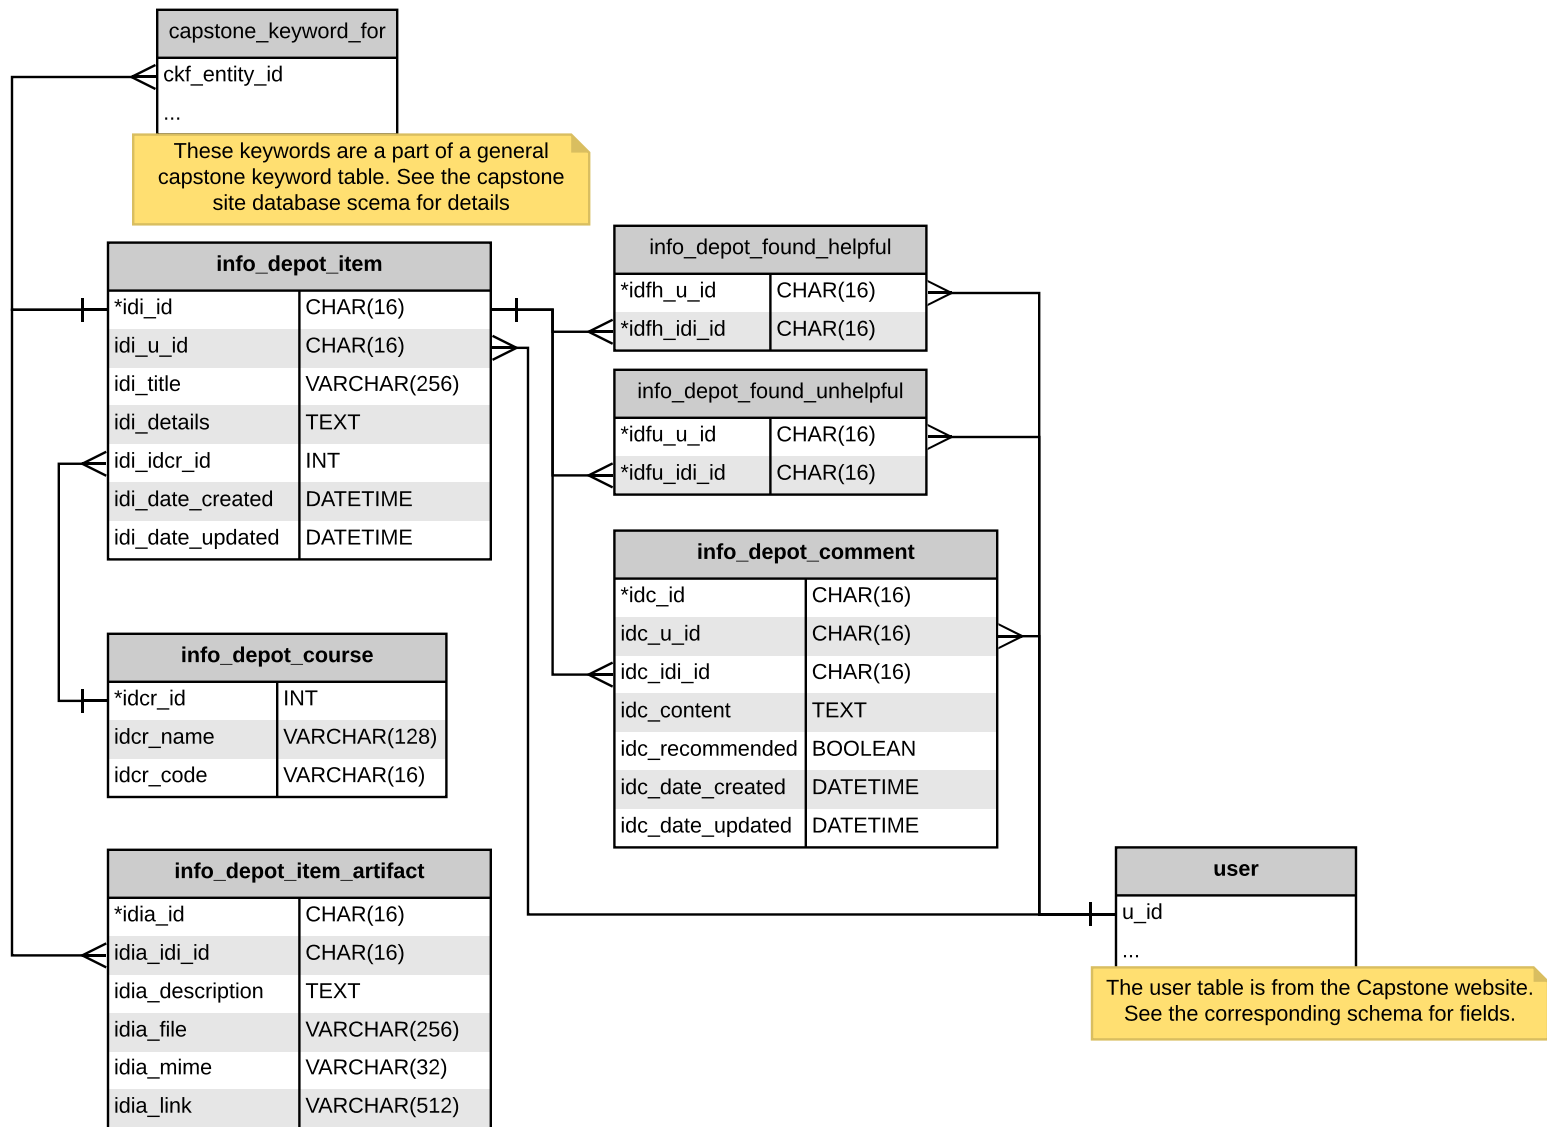 capstone_keyword_for
ckf_entity_id
...
These keywords are a part of a general
capstone keyword table. See the capstone
site database scema for details
info_depot_item
*idi_id CHAR(16)
idi_u_id CHAR(16)
idi_title VARCHAR(256)
idi_details TEXT
idi_idcr_id INT
idi_date_created DATETIME
idi_date_updated DATETIME
info_depot_found_helpful
*idfh_u_id CHAR(16)
*idfh_idi_id CHAR(16)
info_depot_found_unhelpful
*idfu_u_id CHAR(16)
*idfu_idi_id CHAR(16)
info_depot_comment
*idc_id CHAR(16)
idc_u_id CHAR(16)
idc_idi_id CHAR(16)
idc_content TEXT
idc_recommended BOOLEAN
idc_date_created DATETIME
idc_date_updated DATETIME
info_depot_course
*idcr_id INT
idcr_name VARCHAR(128)
idcr_code VARCHAR(16)
info_depot_item_artifact
*idia_id CHAR(16)
idia_idi_id CHAR(16)
idia_description TEXT
idia_file VARCHAR(256)
idia_mime VARCHAR(32)
idia_link VARCHAR(512)
user
u_id
...
The user table is from the Capstone website.
See the corresponding schema for fields.